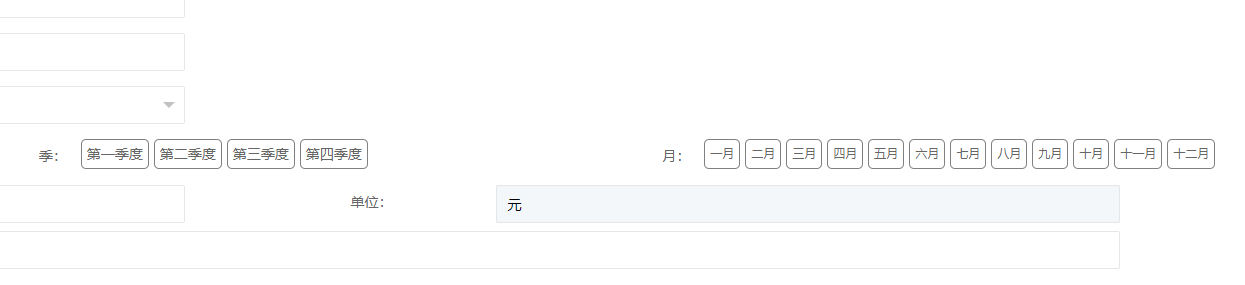 季： 第一季度 第二季度 第三季度 第四季度 月： 一月 二月 三月 四月 五月 六月 七月 八月 九月 十月 十一月 十二月
单位： 元